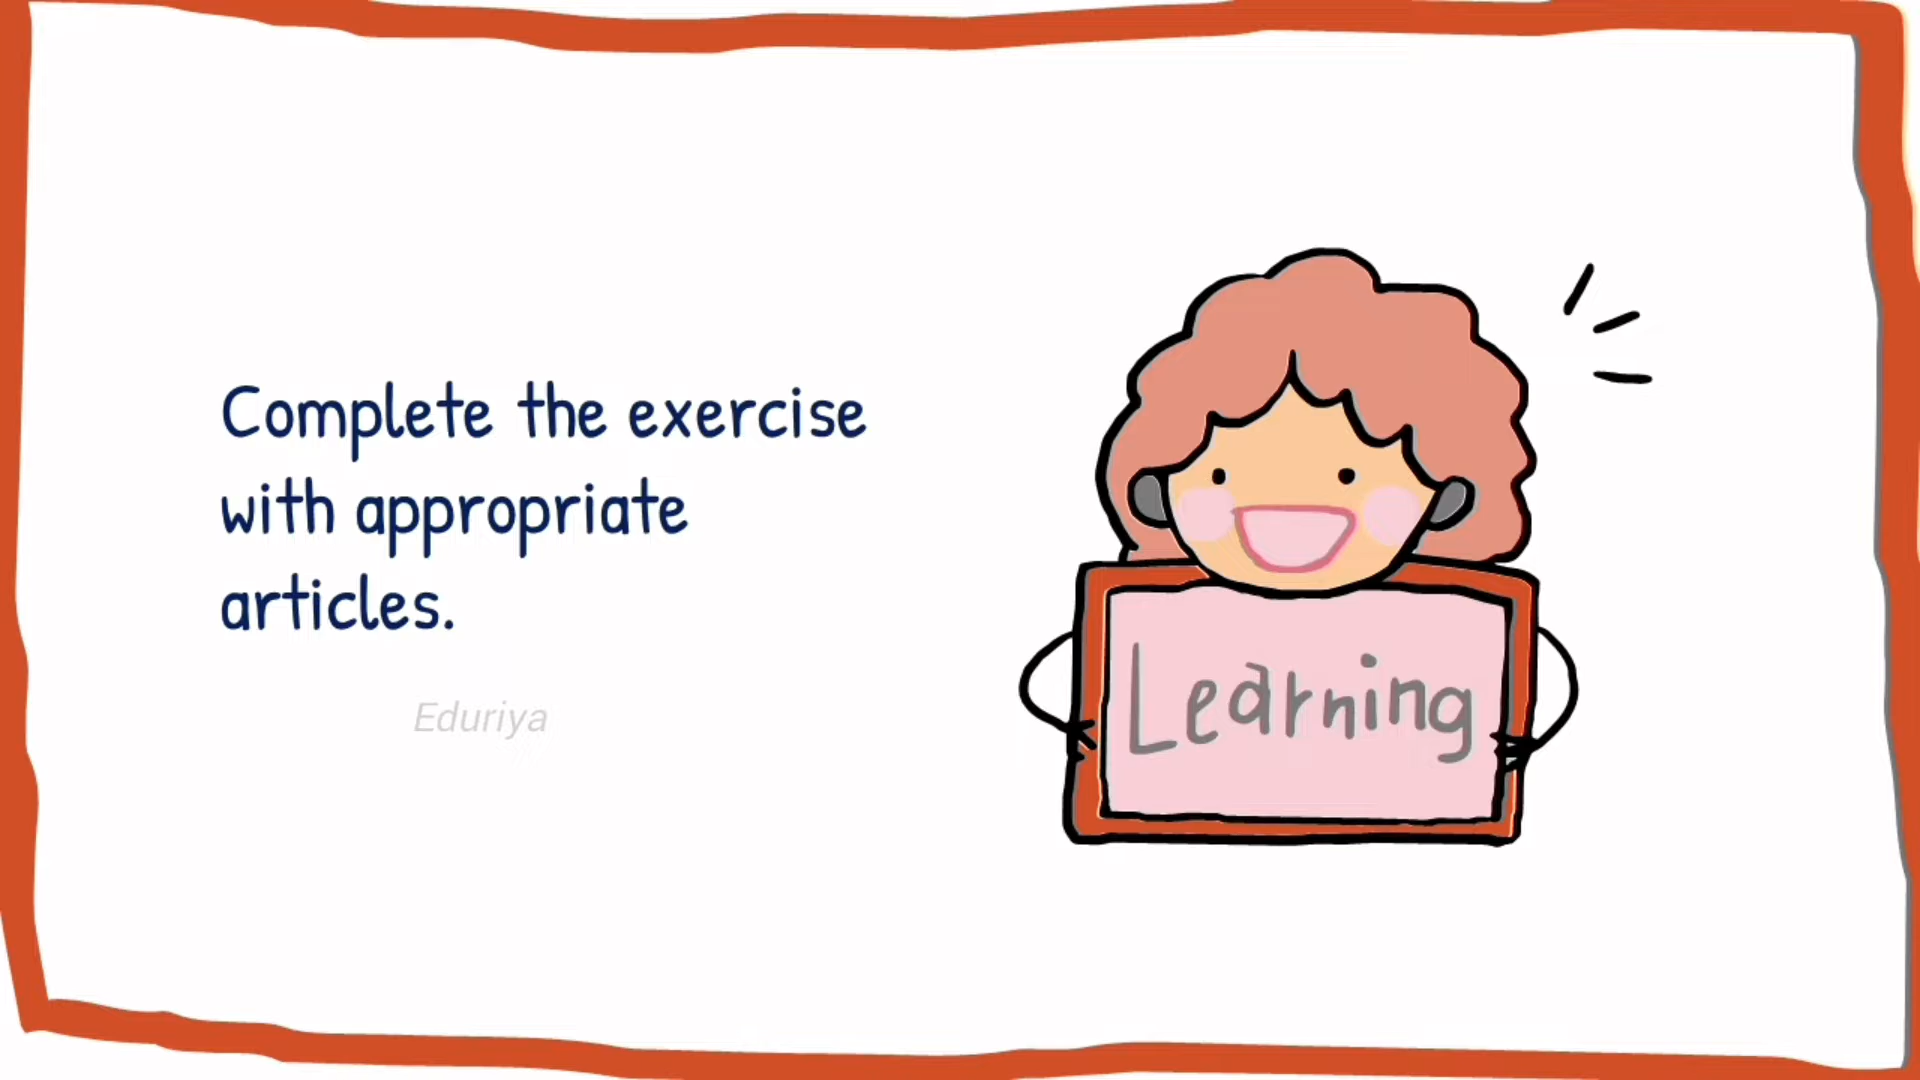 Complete the exercise
with appropriate
articles.
Eduriya
Learning